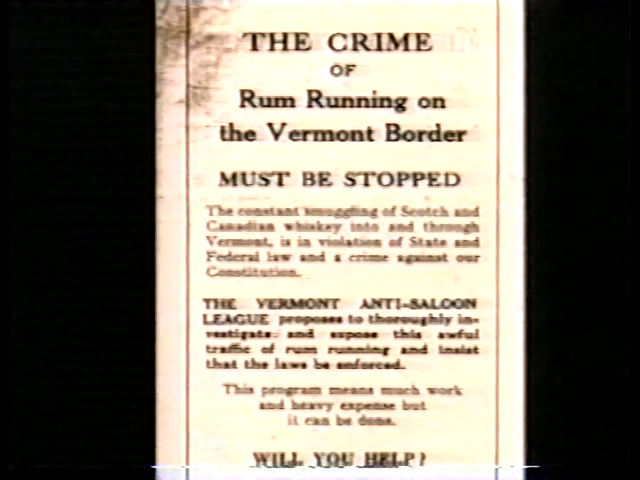 THE CRIME
OF
Rum Running on
the Vermont Border
MUST BE STOPPED
The constant smuggling of Scotch and
Canadian whiskey into and through
Vermont, is in violation of State and
Federal law and a crime against our
Constitution.
THE VERMONT ANTI-SALOON
LEAGUE proposes to thoroughly in-
vestigate and expose this awful
traffic of rum running and insist
that the laws be enforced.
This program means much work
and heavy expense but
it can be done.
WILL YOU HELP?